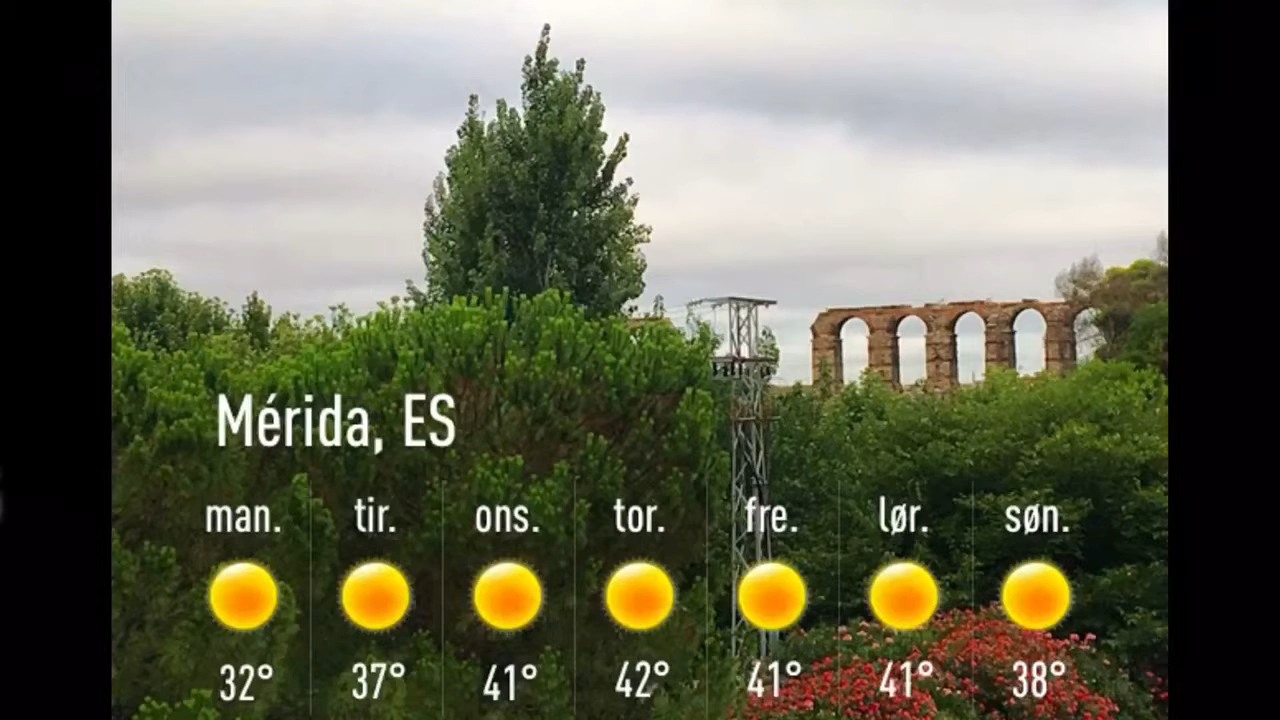 Mérida, ES
man. tir. ons. tor. fre. lør. søn.
32° 37° 41° 42° 41° 41° 38°